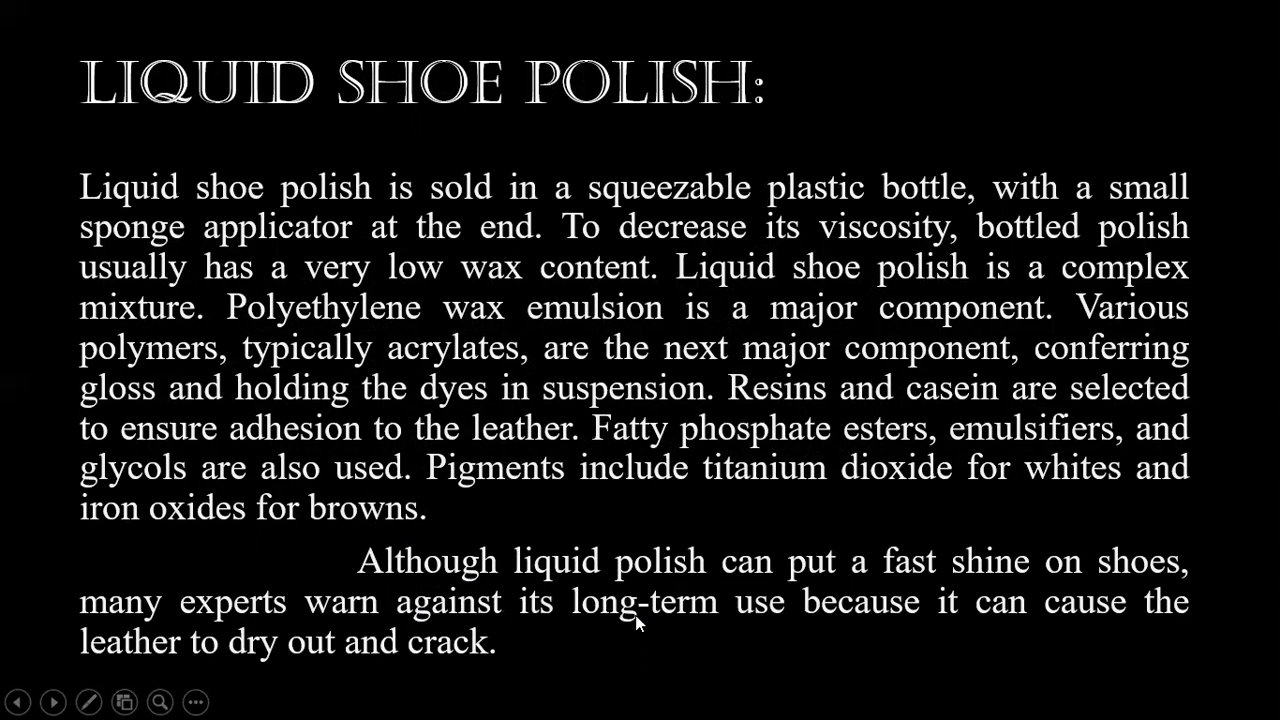 LIQUID SHOE POLISH:
Liquid shoe polish is sold in a squeezable plastic bottle, with a small
sponge applicator at the end. To decrease its viscosity, bottled polish
usually has a very low wax content. Liquid shoe polish is a complex
mixture. Polyethylene wax emulsion is a major component. Various
polymers, typically acrylates, are the next major component, conferring
gloss and holding the dyes in suspension. Resins and casein are selected
to ensure adhesion to the leather. Fatty phosphate esters, emulsifiers, and
glycols are also used. Pigments include titanium dioxide for whites and
iron oxides for browns.
Although liquid polish can put a fast shine on shoes,
many experts warn against its long-term use because it can cause the
leather to dry out and crack.